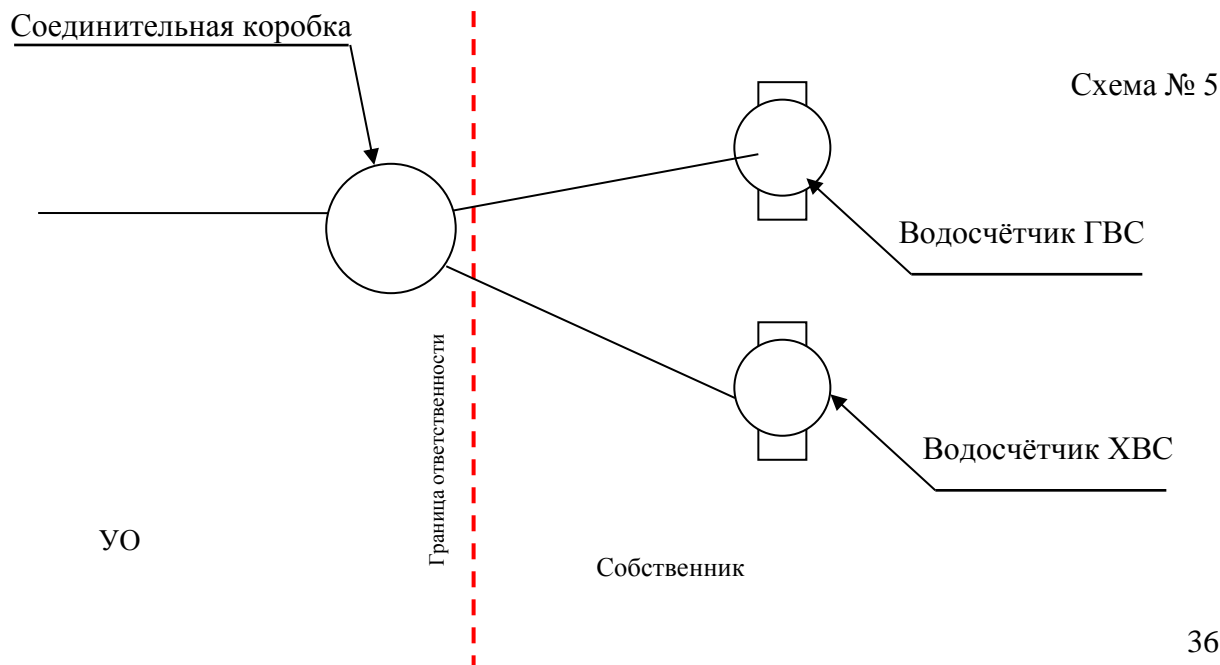 Соединительная коробка
Схема № 5
Водосчётчик ГВС
Граница ответственности
Водосчётчик ХВС
УО
Собственник
36